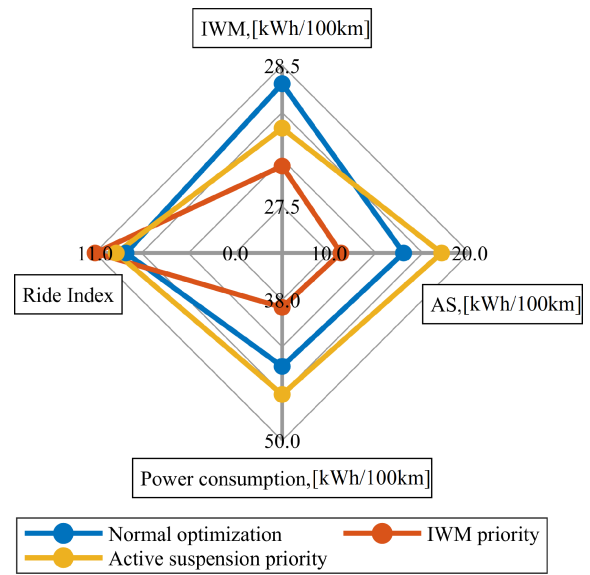 IWM,[kWh/100km]
28.5
27.5
11.0 0.0 10.0 20.0
Ride Index
AS,[kWh/100km]
38.0
50.0
Power consumption,[kWh/100km]
Normal optimization IWM priority
Active suspension priority